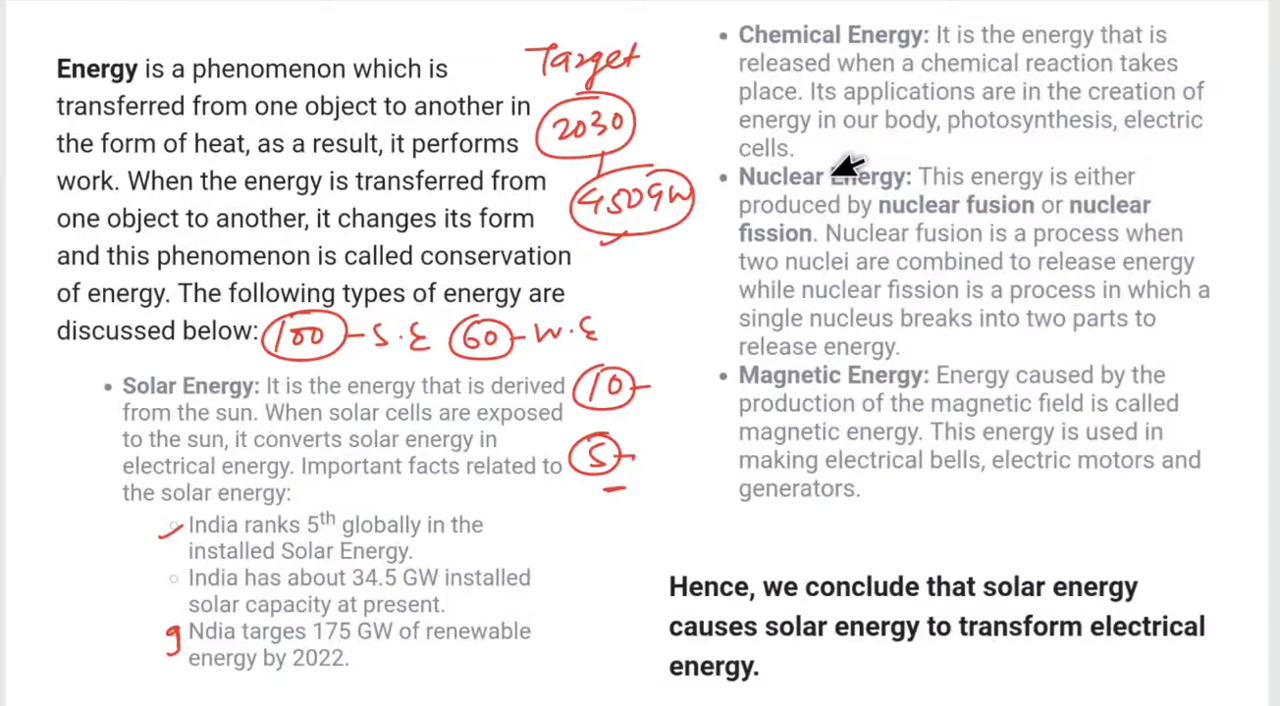 Energy is a phenomenon which is
transferred from one object to another in
the form of heat, as a result, it performs
work. When the energy is transferred from
one object to another, it changes its form
and this phenomenon is called conservation
of energy. The following types of energy are
discussed below:
Target
2030
450GW
100 - S.E 60 - W.E
10 -
5 -
• Solar Energy: It is the energy that is derived
from the sun. When solar cells are exposed
to the sun, it converts solar energy in
electrical energy. Important facts related to
the solar energy:
India ranks 5th globally in the
installed Solar Energy.
India has about 34.5 GW installed
solar capacity at present.
Ndia targes 175 GW of renewable
energy by 2022.
• Chemical Energy: It is the energy that is
released when a chemical reaction takes
place. Its applications are in the creation of
energy in our body, photosynthesis, electric
cells.
• Nuclear Energy: This energy is either
produced by nuclear fusion or nuclear
fission. Nuclear fusion is a process when
two nuclei are combined to release energy
while nuclear fission is a process in which a
single nucleus breaks into two parts to
release energy.
• Magnetic Energy: Energy caused by the
production of the magnetic field is called
magnetic energy. This energy is used in
making electrical bells, electric motors and
generators.
Hence, we conclude that solar energy
causes solar energy to transform electrical
energy.